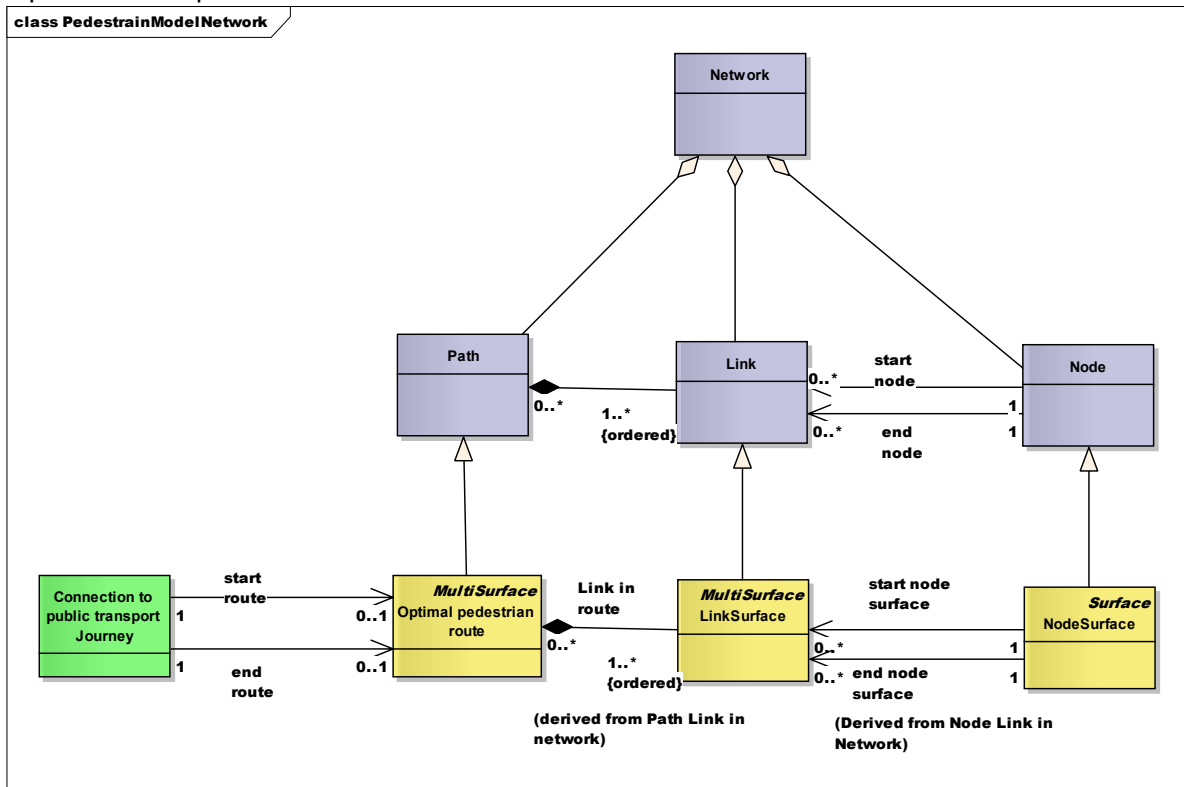 class PedestrainModelNetwork
Network
Path
Link
Node
0..*
1..*
{ordered}
0..*
start
node
1
0..*
end
node
1
Connection to
public transport
Journey
start
route
1
0..1
end
route
1
0..1
MultiSurface
Optimal pedestrian
route
Link in
route
0..*
1..*
{ordered}
MultiSurface
LinkSurface
start node
surface
0..*
1
end node
surface
0..*
1
Surface
NodeSurface
(derived from Path Link in
network)
(Derived from Node Link in
Network)